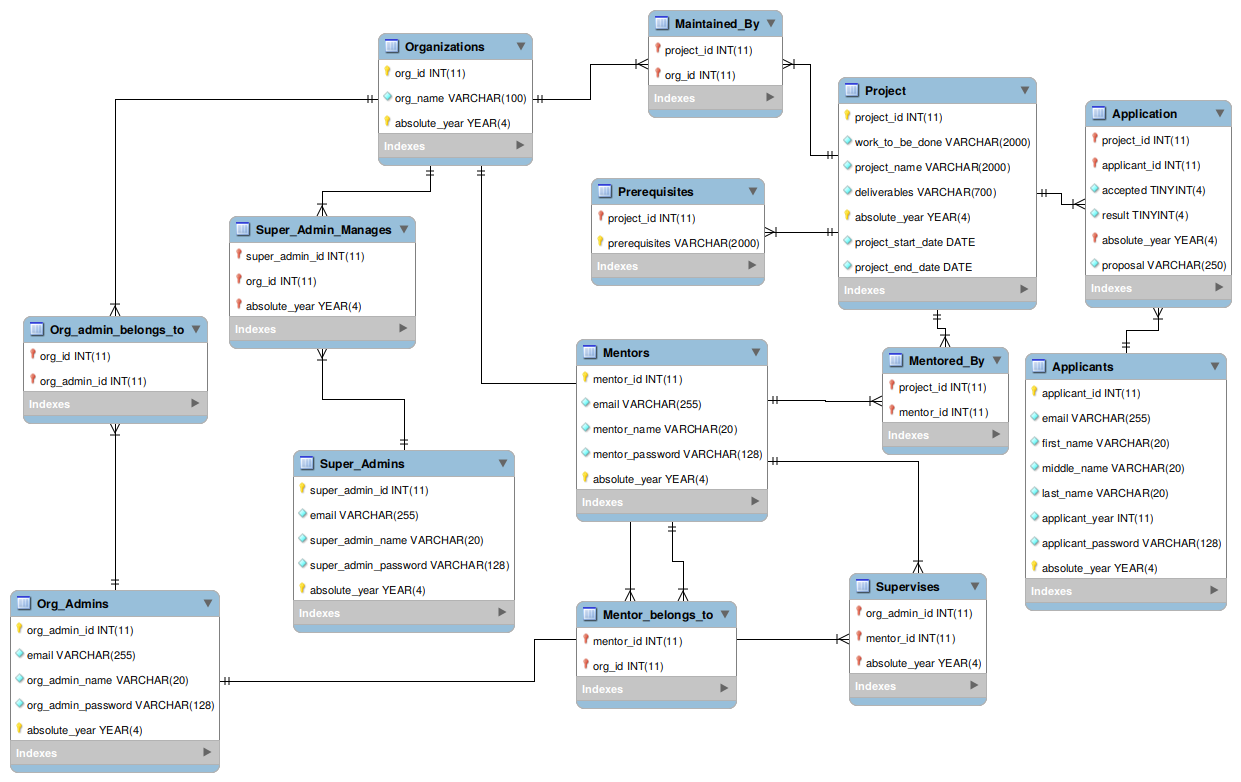 Maintained_By
project_id INT(11)
org_id INT(11)
Indexes
Organizations
org_id INT(11)
org_name VARCHAR(100)
absolute_year YEAR(4)
Indexes
Project
project_id INT(11)
work_to_be_done VARCHAR(2000)
project_name VARCHAR(2000)
deliverables VARCHAR(700)
absolute_year YEAR(4)
project_start_date DATE
project_end_date DATE
Indexes
Application
project_id INT(11)
applicant_id INT(11)
accepted TINYINT(4)
result TINYINT(4)
absolute_year YEAR(4)
proposal VARCHAR(250)
Indexes
Prerequisites
project_id INT(11)
prerequisites VARCHAR(2000)
Indexes
Super_Admin_Manages
super_admin_id INT(11)
org_id INT(11)
absolute_year YEAR(4)
Indexes
Org_admin_belongs_to
org_id INT(11)
org_admin_id INT(11)
Indexes
Mentors
mentor_id INT(11)
email VARCHAR(255)
mentor_name VARCHAR(20)
mentor_password VARCHAR(128)
absolute_year YEAR(4)
Indexes
Mentored_By
project_id INT(11)
mentor_id INT(11)
Indexes
Applicants
applicant_id INT(11)
email VARCHAR(255)
first_name VARCHAR(20)
middle_name VARCHAR(20)
last_name VARCHAR(20)
applicant_year INT(11)
applicant_password VARCHAR(128)
absolute_year YEAR(4)
Indexes
Super_Admins
super_admin_id INT(11)
email VARCHAR(255)
super_admin_name VARCHAR(20)
super_admin_password VARCHAR(128)
absolute_year YEAR(4)
Indexes
Supervises
org_admin_id INT(11)
mentor_id INT(11)
absolute_year YEAR(4)
Indexes
Org_Admins
org_admin_id INT(11)
email VARCHAR(255)
org_admin_name VARCHAR(20)
org_admin_password VARCHAR(128)
absolute_year YEAR(4)
Indexes
Mentor_belongs_to
mentor_id INT(11)
org_id INT(11)
Indexes